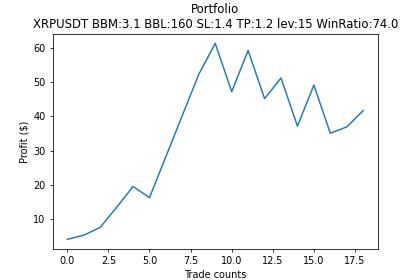 Portfolio
XRPUSDT BBM:3.1 BBL:160 SL:1.4 TP:1.2 lev:15 WinRatio:74.0
60
50
40
30
20
10
Profit ($)
0.0 2.5 5.0 7.5 10.0 12.5 15.0 17.5
Trade counts